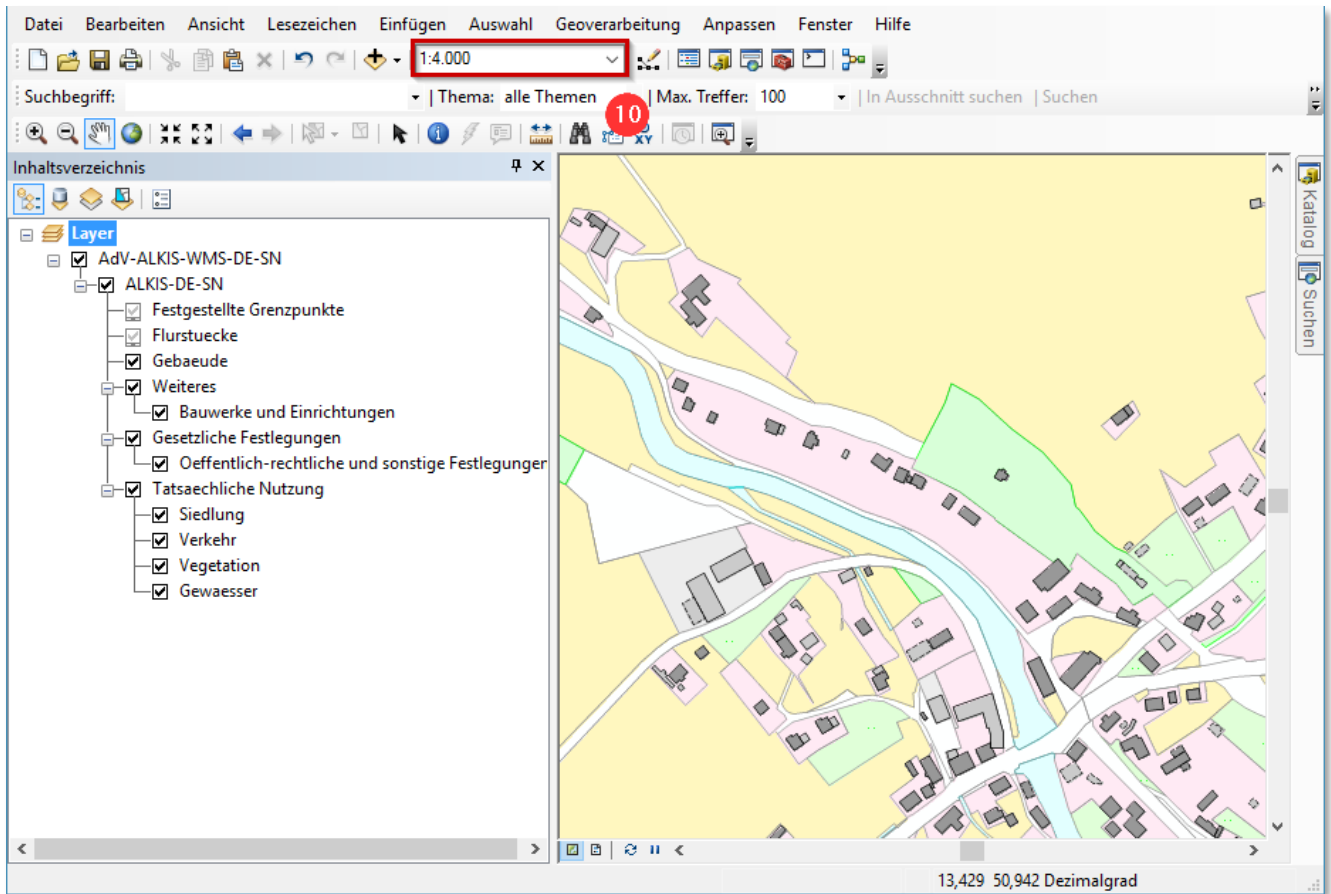 Datei Bearbeiten Ansicht Lesezeichen Einfügen Auswahl Geoverarbeitung Anpassen Fenster Hilfe
1:4.000
Suchbegriff: | Thema: alle Themen | Max. Treffer: 100 | In Ausschnitt suchen | Suchen
10
XY
Inhaltsverzeichnis
Layer
AdV-ALKIS-WMS-DE-SN
ALKIS-DE-SN
Festgestellte Grenzpunkte
Flurstuecke
Gebaeude
Weiteres
Bauwerke und Einrichtungen
Gesetzliche Festlegungen
Oeffentlich-rechtliche und sonstige Festlegunger
Tatsaechliche Nutzung
Siedlung
Verkehr
Vegetation
Gewaesser
Katalog
Suchen
13,429 50,942 Dezimalgrad